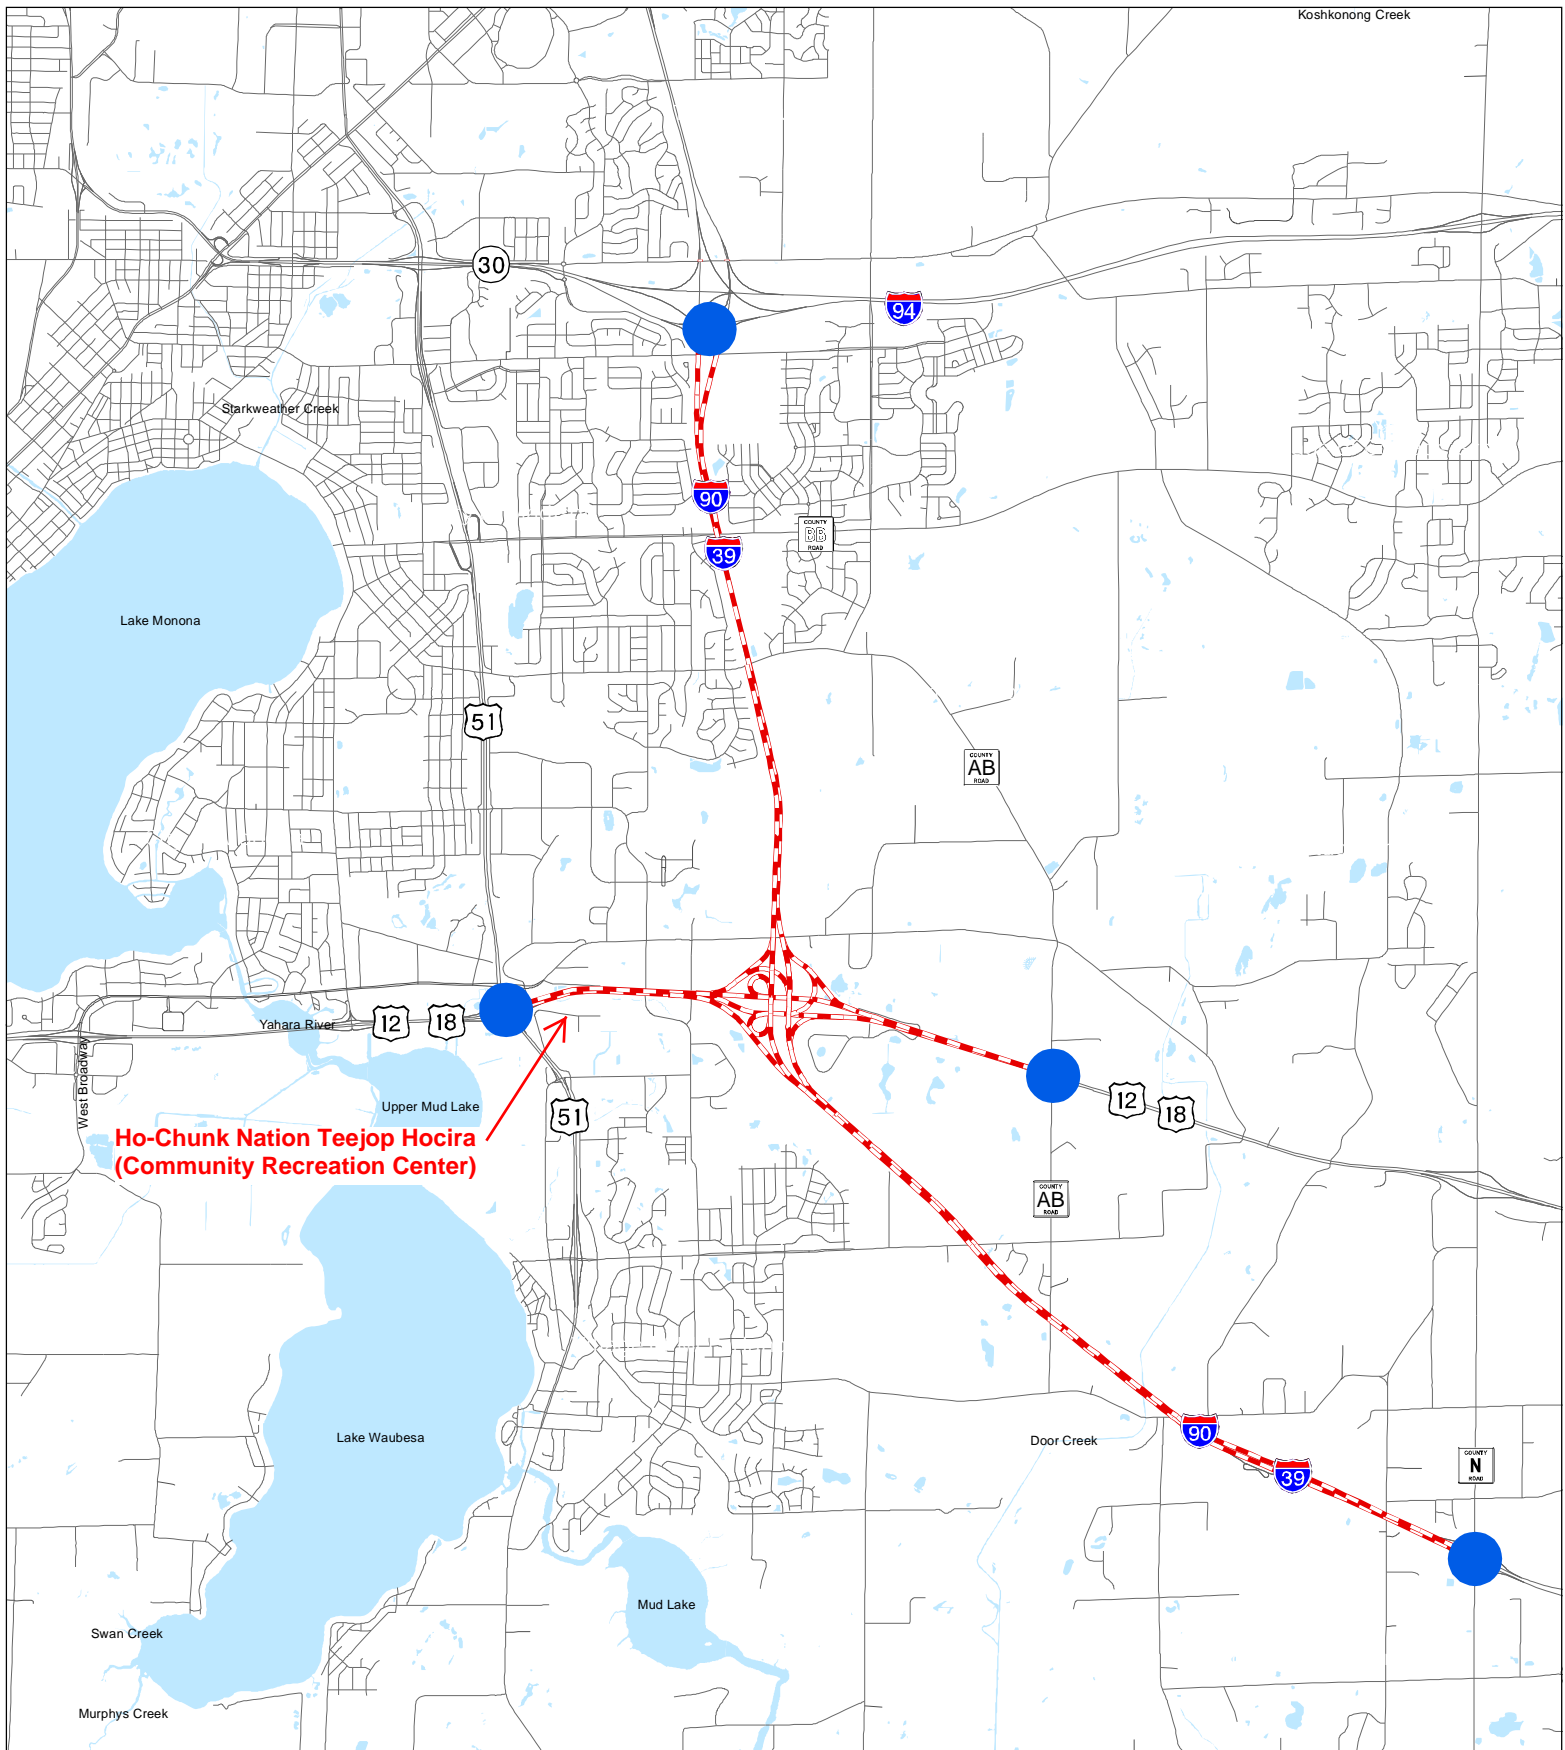 Koshkonong Creek
30
94
Starkweather Creek
90
COUNTY
BB
ROAD
39
Lake Monona
51
COUNTY
AB
ROAD
Yahara River
12
18
West Broadway
Upper Mud Lake
51
12
18
Ho-Chunk Nation Teejop Hocira
(Community Recreation Center)
COUNTY
AB
ROAD
Lake Waubesa
Door Creek
90
39
COUNTY
N
ROAD
Mud Lake
Swan Creek
Murphys Creek